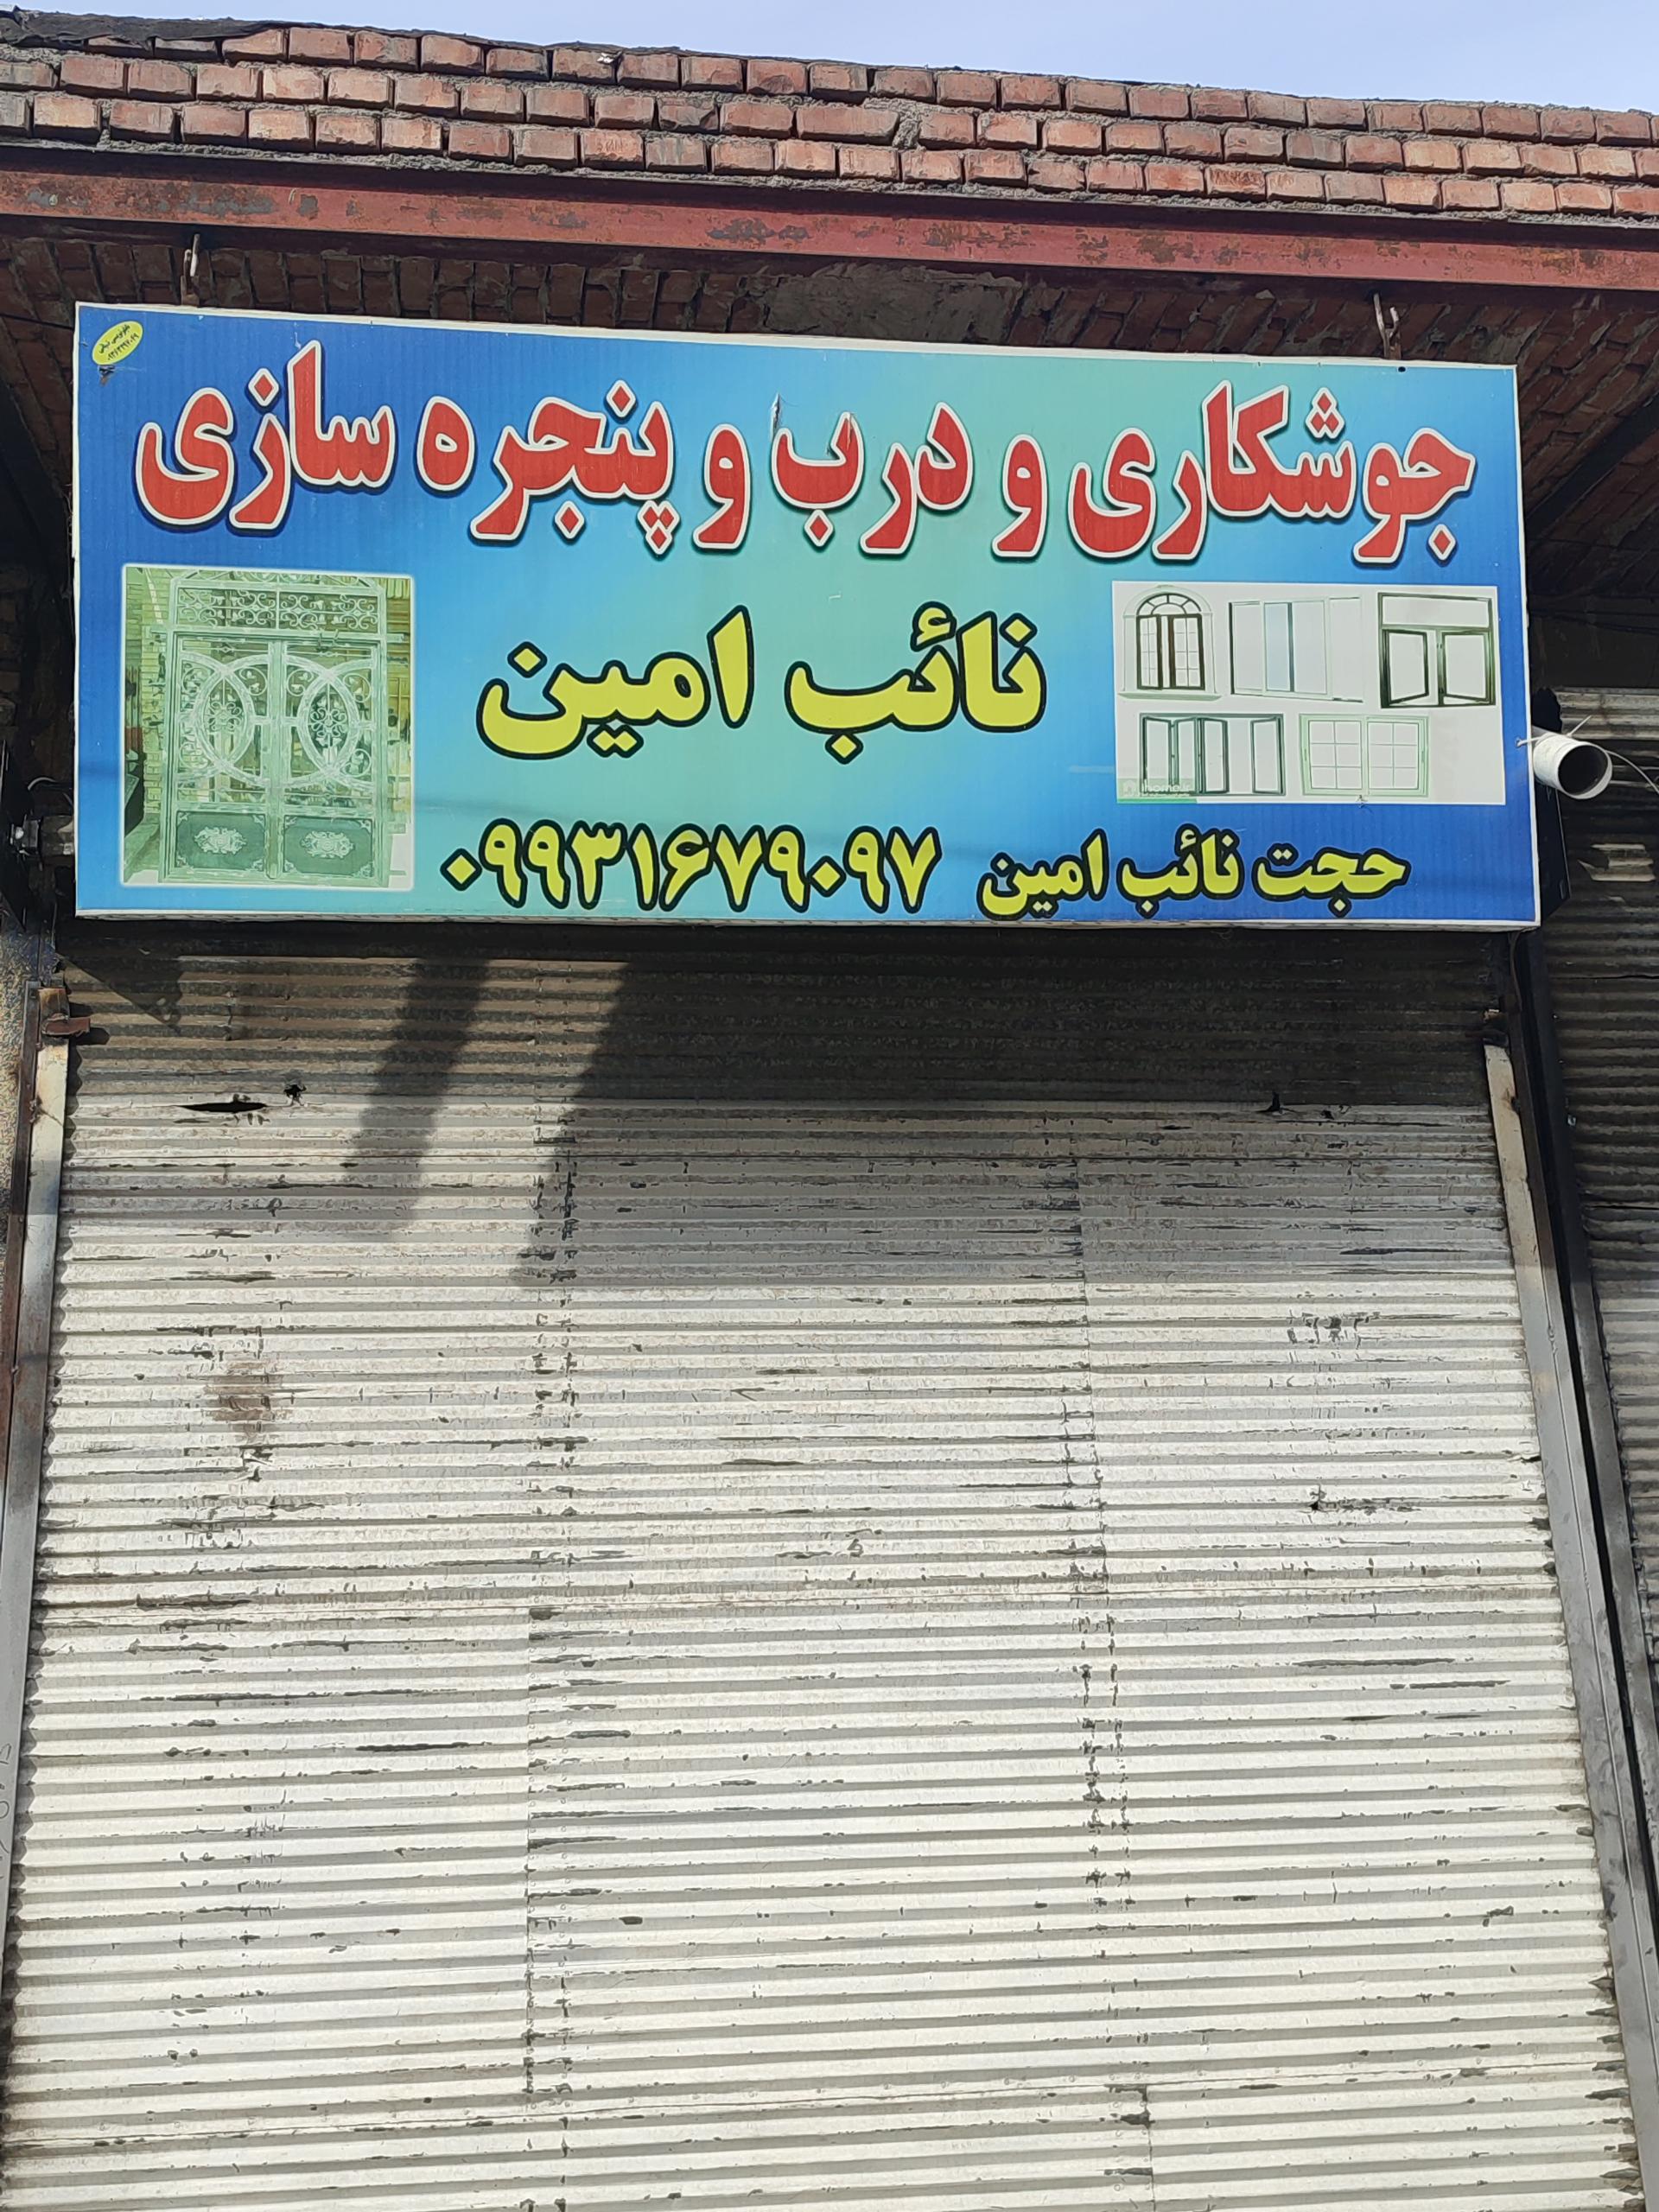 جوشکاری و درب و پنجره سازی
نائب امین
حجت نائب امین ۰۹۹۳۱۶۷۹۰۹۷